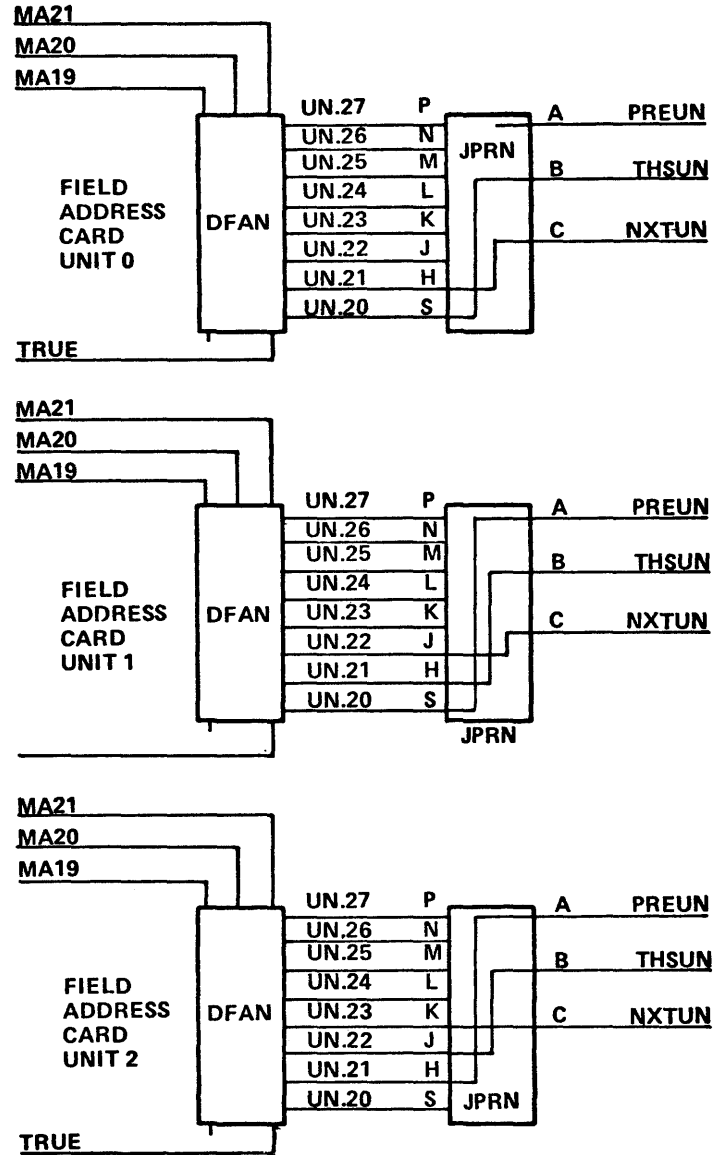 MA21
MA20
MA19
UN.27 P A PREUN
UN.26 N
JPRN
UN.25 M B THSUN
FIELD
ADDRESS
CARD
UNIT 0
DFAN
UN.24 L
UN.23 K C NXTUN
UN.22 J
UN.21 H
UN.20 S
TRUE
MA21
MA20
MA19
UN.27 P A PREUN
UN.26 N
UN.25 M B THSUN
FIELD
ADDRESS
CARD
UNIT 1
DFAN
UN.24 L
UN.23 K C NXTUN
UN.22 J
UN.21 H
UN.20 S
JPRN
MA21
MA20
MA19
UN.27 P A PREUN
UN.26 N
UN.25 M B THSUN
FIELD
ADDRESS
CARD
UNIT 2
DFAN
UN.24 L
UN.23 K C NXTUN
UN.22 J
UN.21 H
UN.20 S JPRN
TRUE